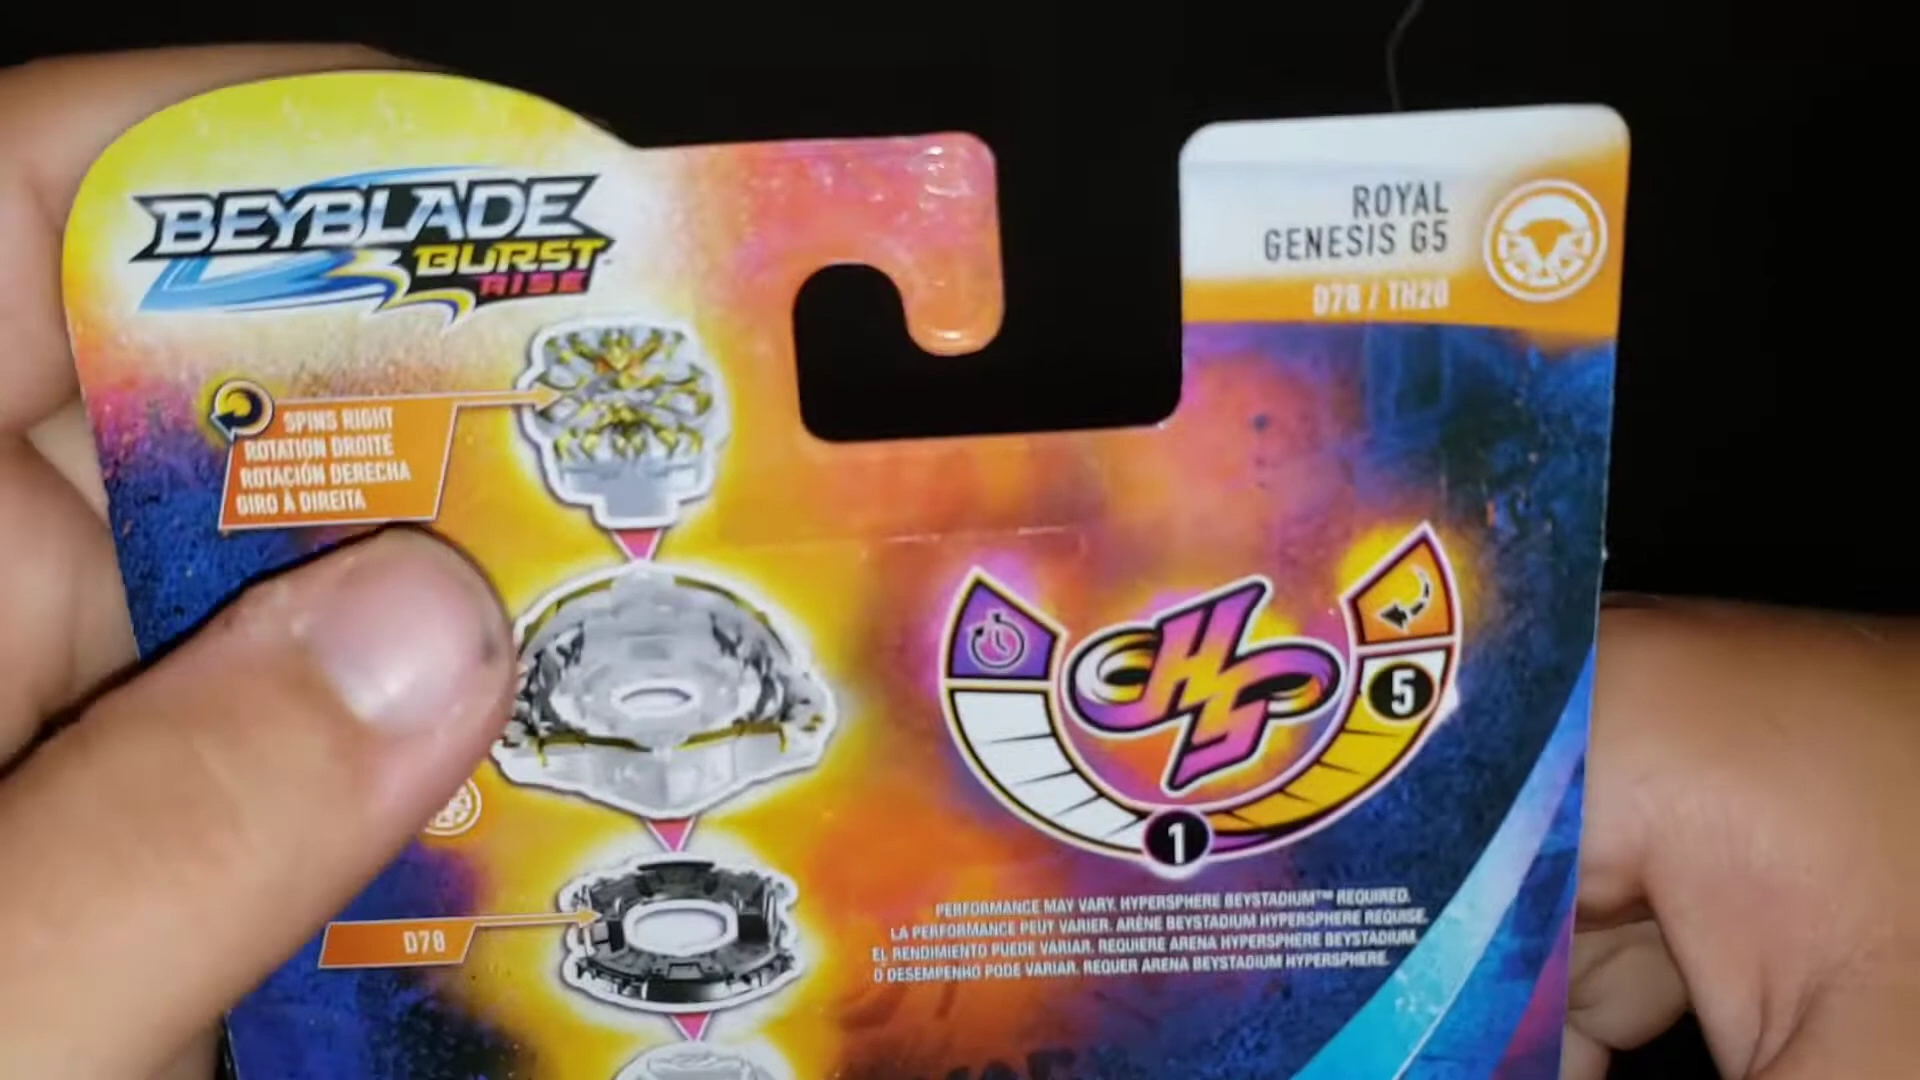 BEYBLADE
BURST
RISE
ROYAL
GENESIS G5
D78 / TH20
SPINS RIGHT
ROTATION DROITE
ROTACIÓN DERECHA
GIRO À DIREITA
HS
5
1
D78
PERFORMANCE MAY VARY. HYPERSPHERE BEYSTADIUM™ REQUIRED.
LA PERFORMANCE PEUT VARIER. ARÈNE BEYSTADIUM HYPERSPHERE REQUISE.
EL RENDIMIENTO PUEDE VARIAR. REQUIERE ARENA HYPERSPHERE BEYSTADIUM.
O DESEMPENHO PODE VARIAR. REQUER ARENA BEYSTADIUM HYPERSPHERE.